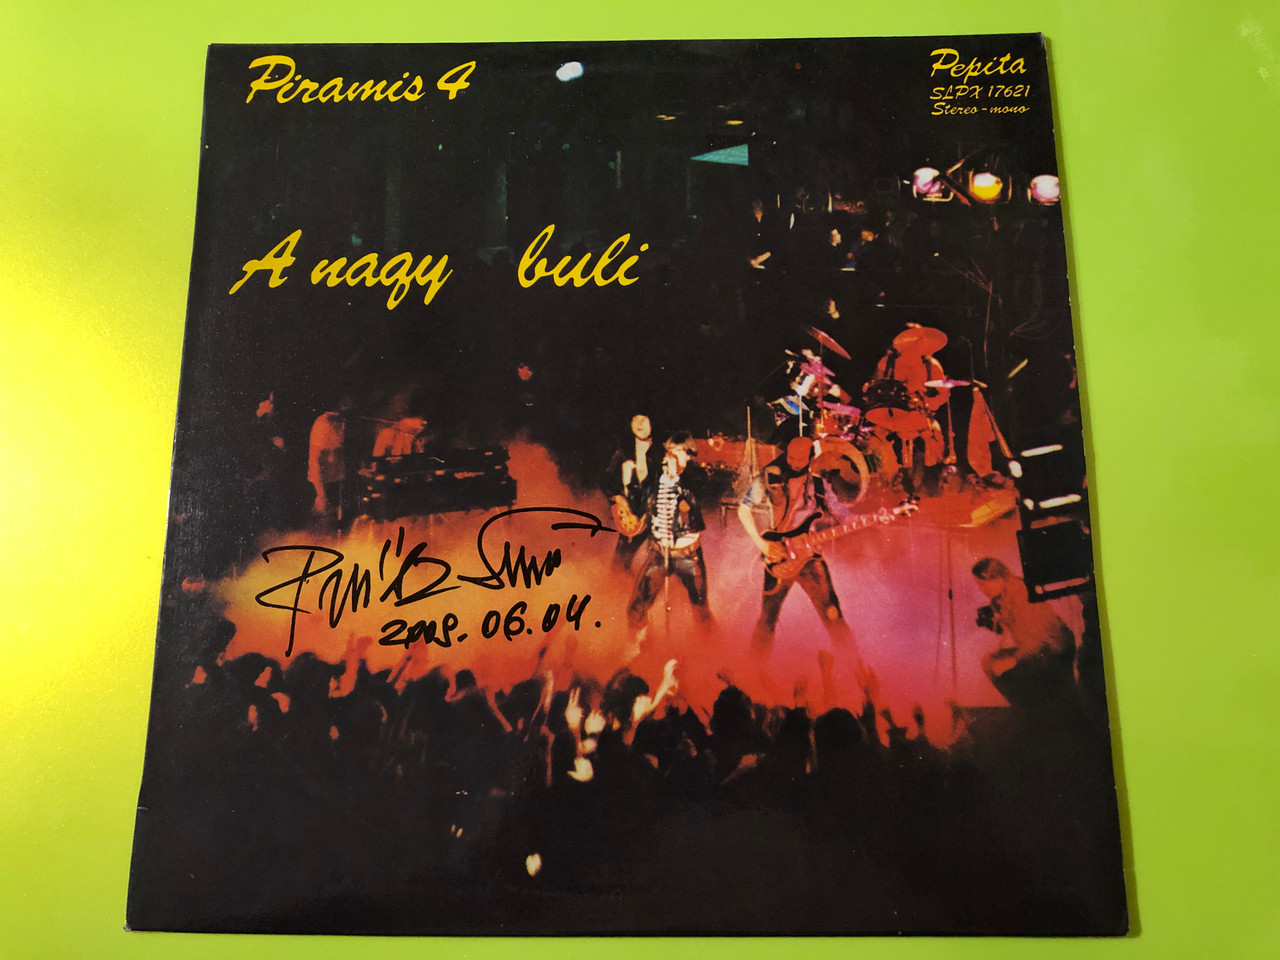 Piramis 4
Pepita
SLPX 17621
Stereo-mono
A nagy buli
2008.06.04.